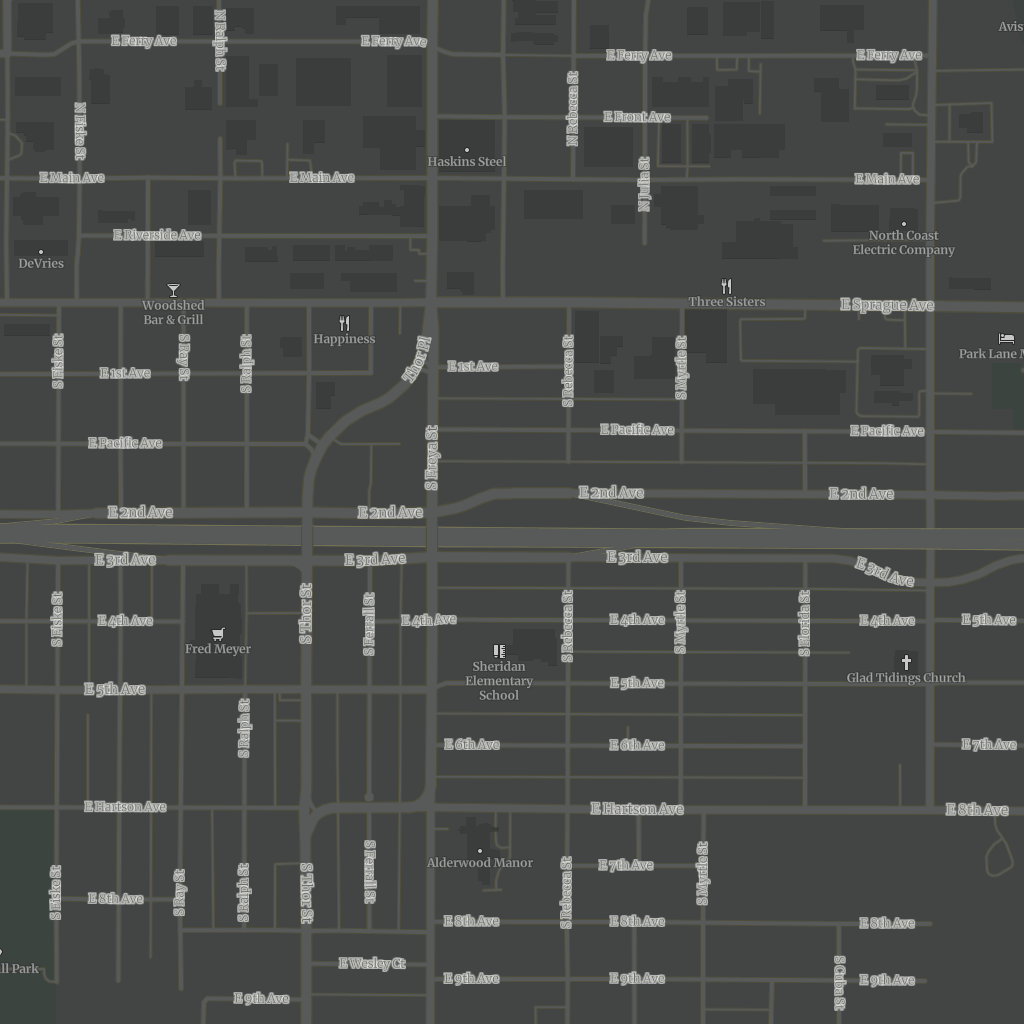 N Ralph St
Avis
E Ferry Ave
E Ferry Ave
E Ferry Ave
E Ferry Ave
N Fiske St
N Rebecca St
E Front Ave
Haskins Steel
E Main Ave
E Main Ave
N Julia St
E Main Ave
E Riverside Ave
North Coast
Electric Company
DeVries
Woodshed
Bar & Grill
Three Sisters
E Sprague Ave
Happiness
S Fiske St
S Ray St
S Ralph St
Thor Pl
S Rebecca St
S Myrtle St
Park Lane M
E 1st Ave
E 1st Ave
E Pacific Ave
S Freya St
E Pacific Ave
E Pacific Ave
E 2nd Ave
E 2nd Ave
E 2nd Ave
E 2nd Ave
E 3rd Ave
E 3rd Ave
E 3rd Ave
E 3rd Ave
S Fiske St
E 4th Ave
S Thor St
S Ferrall St
E 4th Ave
S Rebecca St
E 4th Ave
S Myrtle St
S Florida St
E 4th Ave
E 5th Ave
Fred Meyer
Sheridan
Elementary
School
Glad Tidings Church
E 5th Ave
E 5th Ave
S Ralph St
E 6th Ave
E 6th Ave
E 7th Ave
E Hartson Ave
E Hartson Ave
E 8th Ave
S Fiske St
E 8th Ave
S Ray St
S Ralph St
S Thor St
S Ferrall St
Alderwood Manor
S Rebecca St
E 7th Ave
S Myrtle St
E 8th Ave
E 8th Ave
E 8th Ave
ill Park
E Wesley Ct
E 9th Ave
E 9th Ave
E 9th Ave
S Cuba St
E 9th Ave